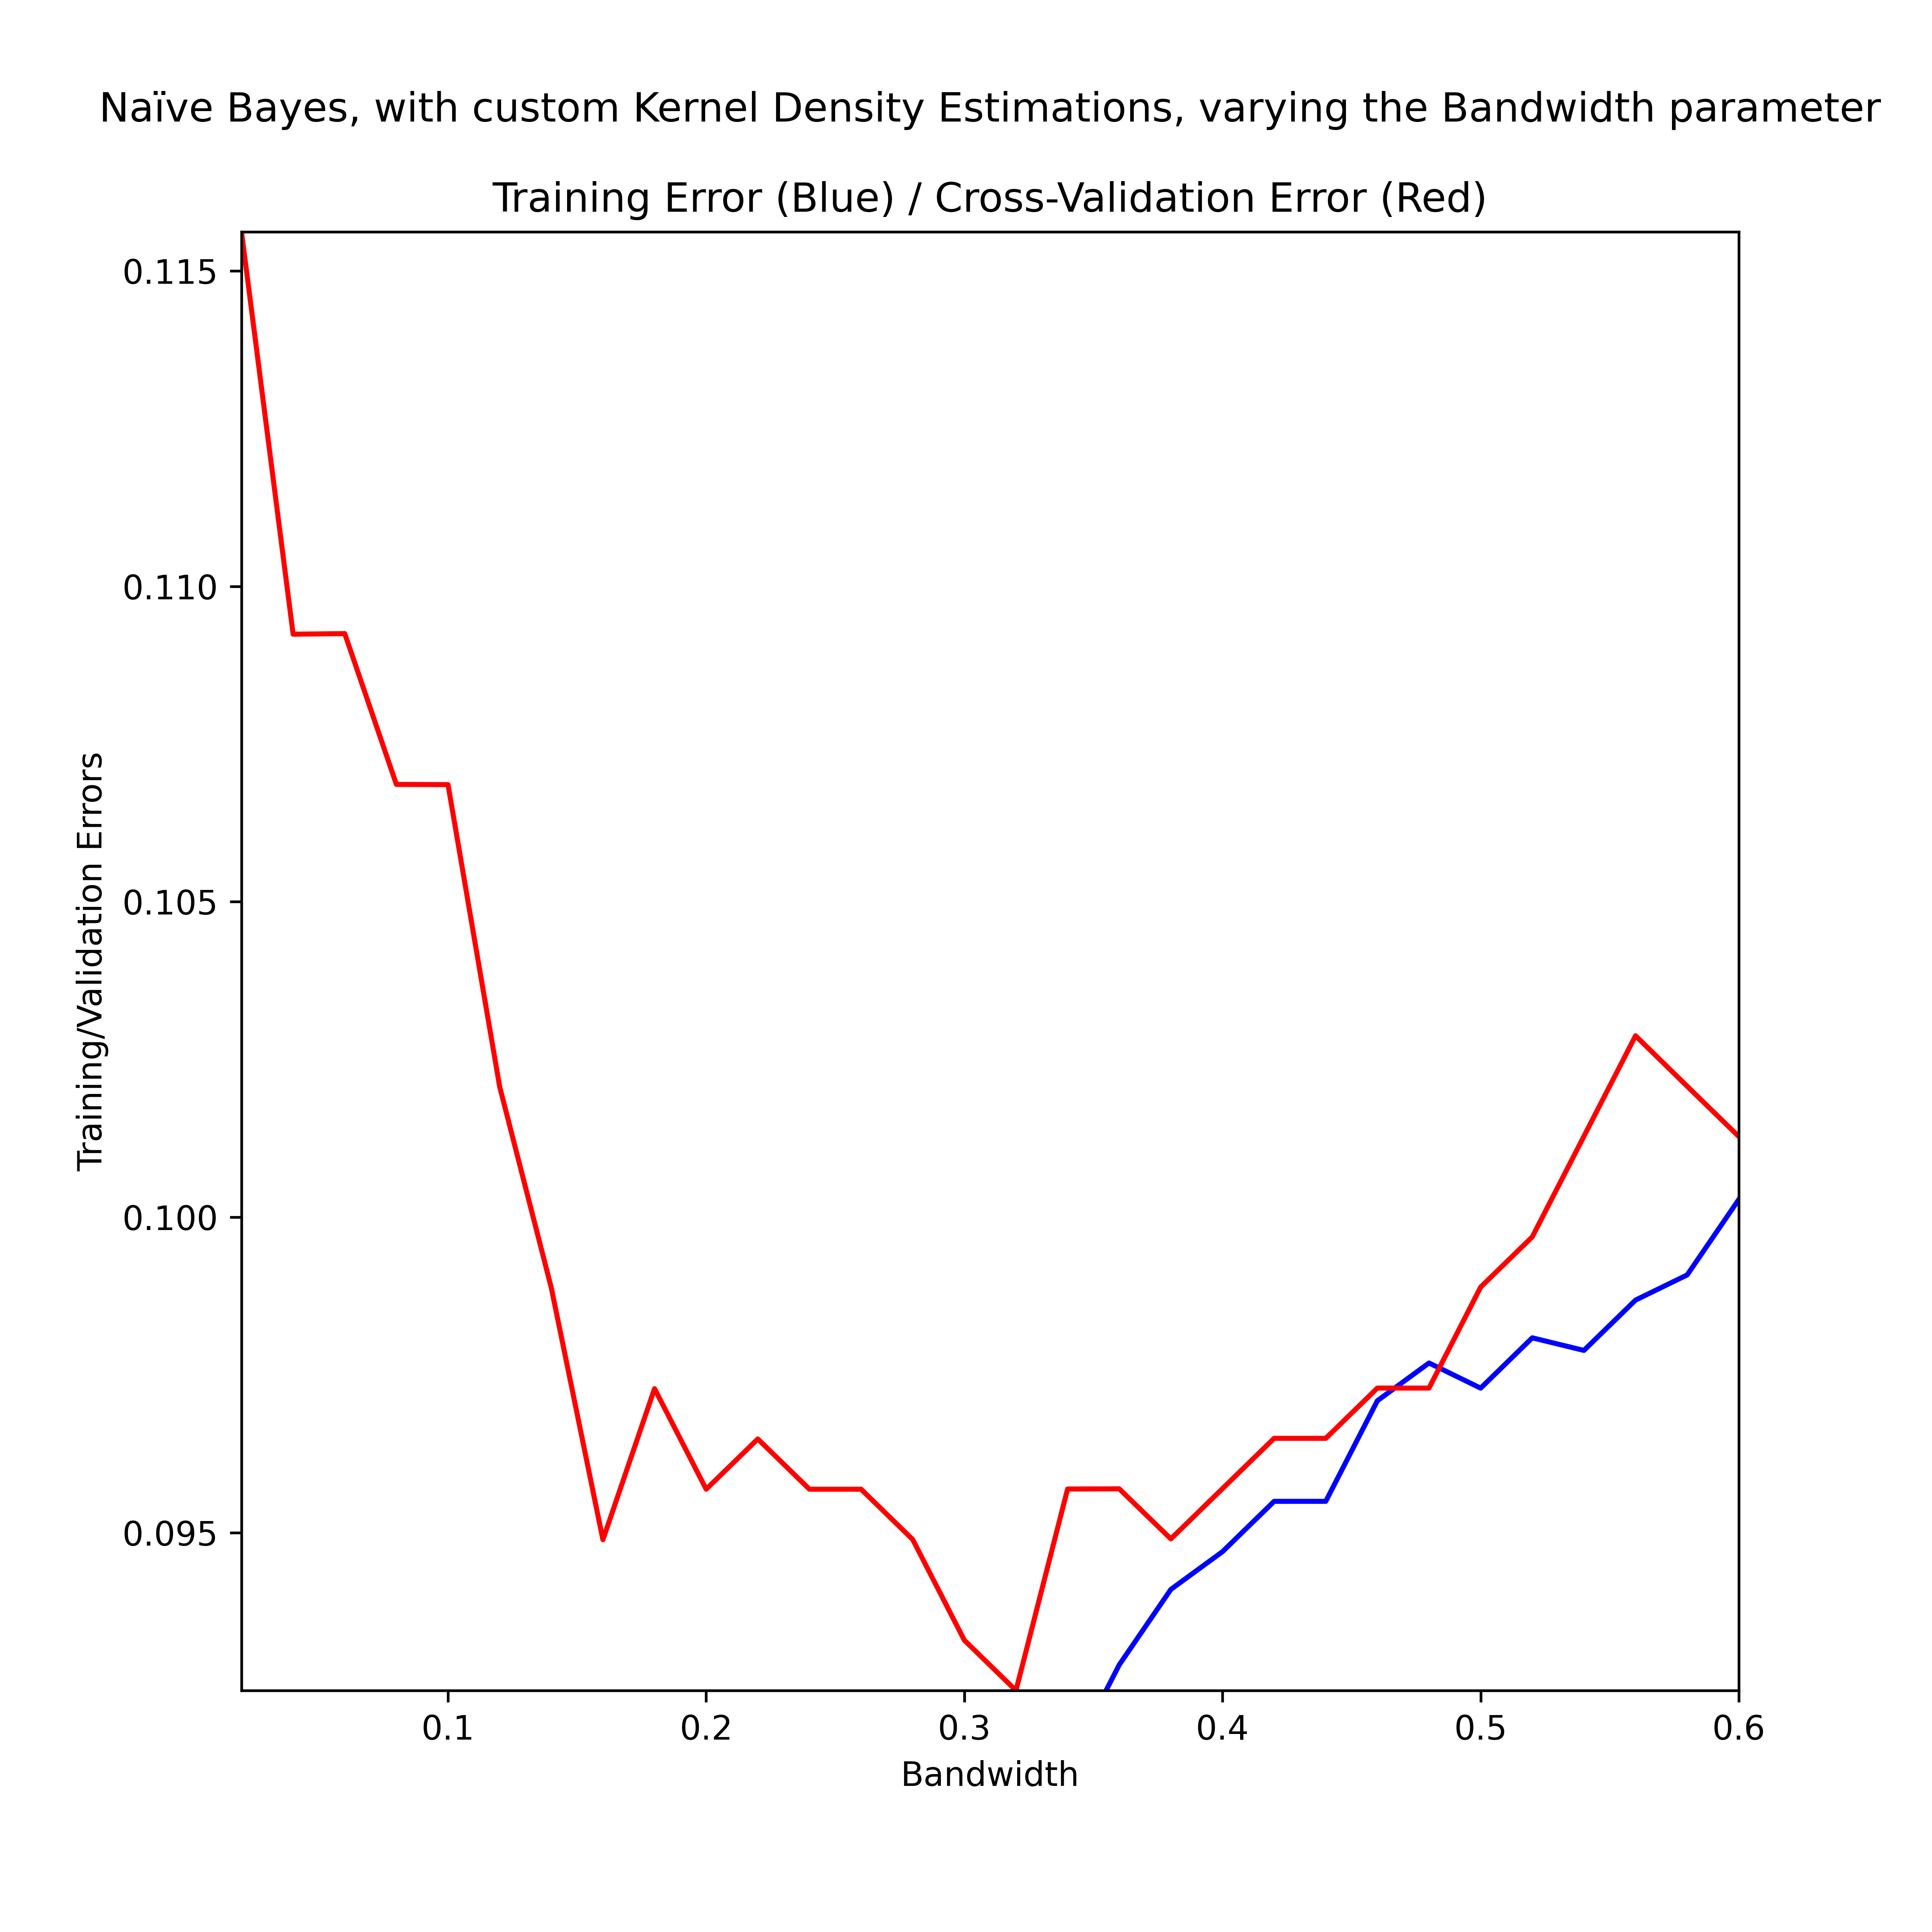 Naïve Bayes, with custom Kernel Density Estimations, varying the Bandwidth parameter
Training Error (Blue) / Cross-Validation Error (Red)
Training/Validation Errors
0.115
0.110
0.105
0.100
0.095
0.1 0.2 0.3 0.4 0.5 0.6
Bandwidth